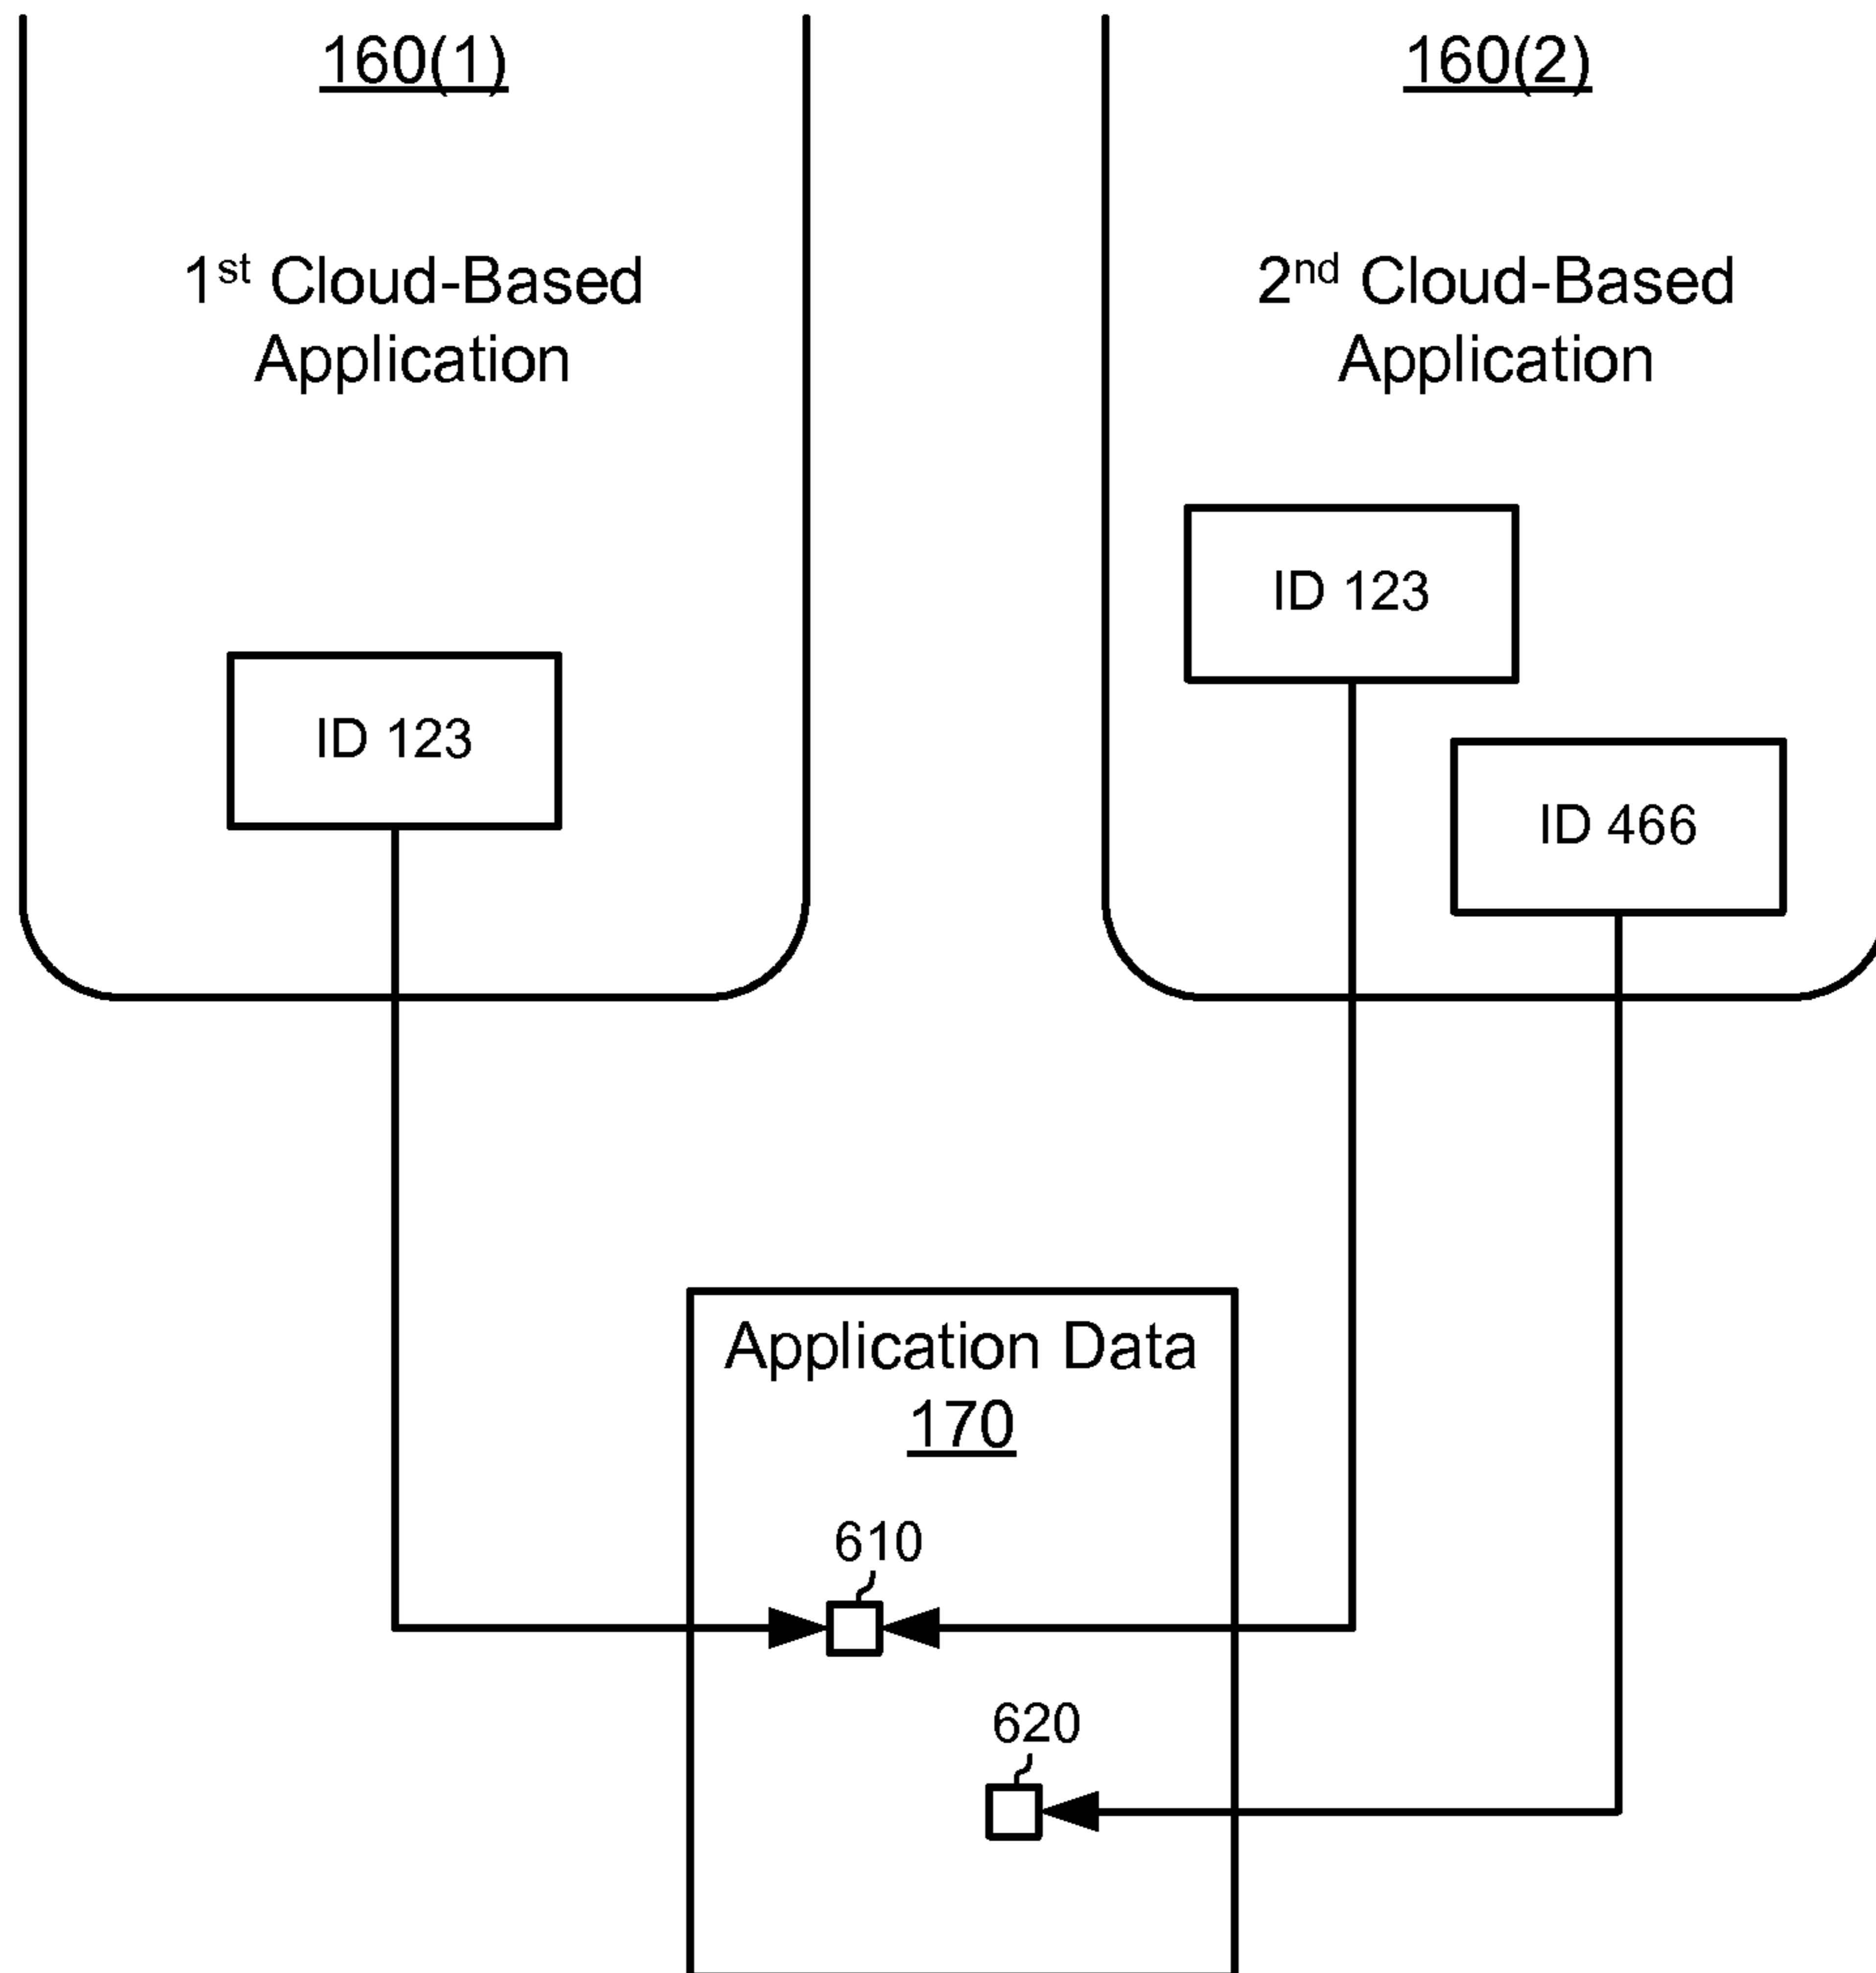 160(1)
1st Cloud-Based
Application
ID 123
160(2)
2nd Cloud-Based
Application
ID 123
ID 466
Application Data
170
610
620